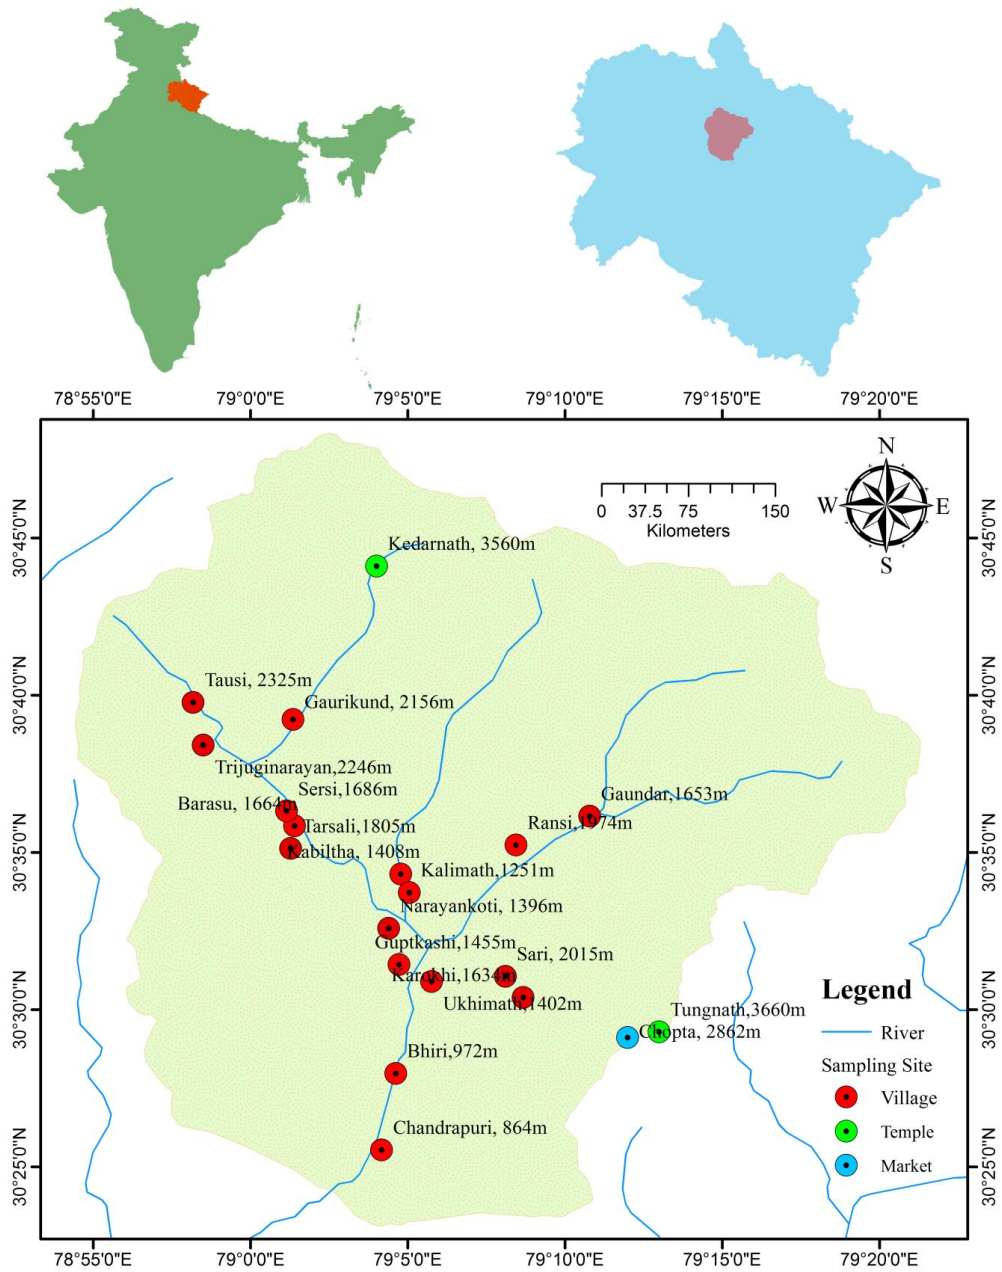 78°55'0"E 79°0'0"E 79°5'0"E 79°10'0"E 79°15'0"E 79°20'0"E
N
W E
S
0 37.5 75 150
Kilometers
30°45'0"N 30°45'0"N
Kedarnath, 3560m
30°40'0"N 30°40'0"N
Tausi, 2325m
Gaurikund, 2156m
Trijuginarayan,2246m
Sersi,1686m
Barasu, 1664m
Gaundar,1653m
Tarsali,1805m
Ransi,1974m
30°35'0"N 30°35'0"N
Kabiltha, 1408m
Kalimath,1251m
Narayankoti, 1396m
Guptkashi,1455m
Sari, 2015m
Karokhi,1634m
Ukhimath,1402m
30°30'0"N 30°30'0"N
Tungnath,3660m
Chopta, 2862m
Bhiri,972m
Chandrapuri, 864m
30°25'0"N 30°25'0"N
Legend
River
Sampling Site
Village
Temple
Market
78°55'0"E 79°0'0"E 79°5'0"E 79°10'0"E 79°15'0"E 79°20'0"E